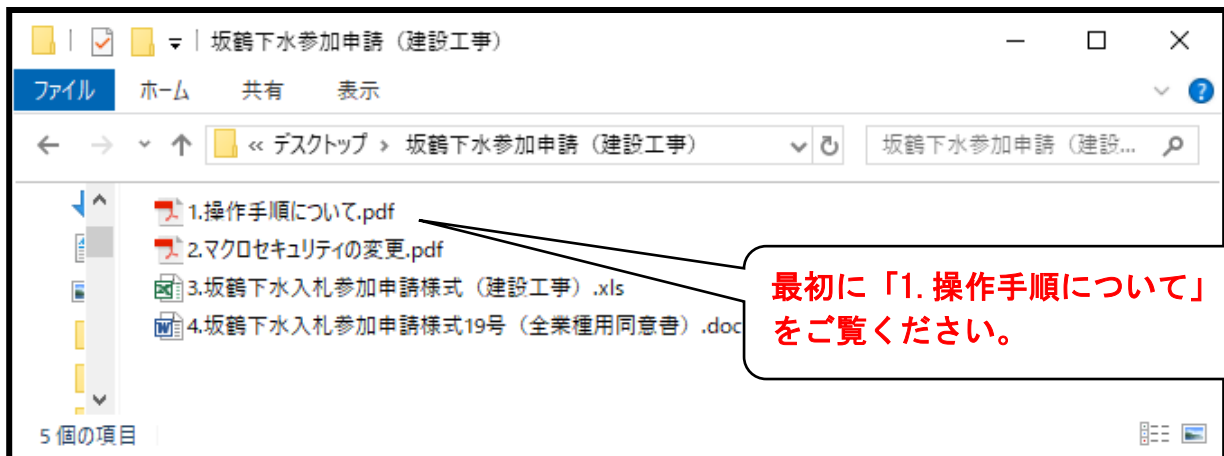 坂鶴下水参加申請（建設工事）
ファイル ホーム 共有 表示
« デスクトップ › 坂鶴下水参加申請（建設工事） 坂鶴下水参加申請（建設...
1.操作手順について.pdf
2.マクロセキュリティの変更.pdf
3.坂鶴下水入札参加申請様式（建設工事）.xls
4.坂鶴下水入札参加申請様式19号（全業種用同意書）.doc
最初に「1.操作手順について」
をご覧ください。
5 個の項目